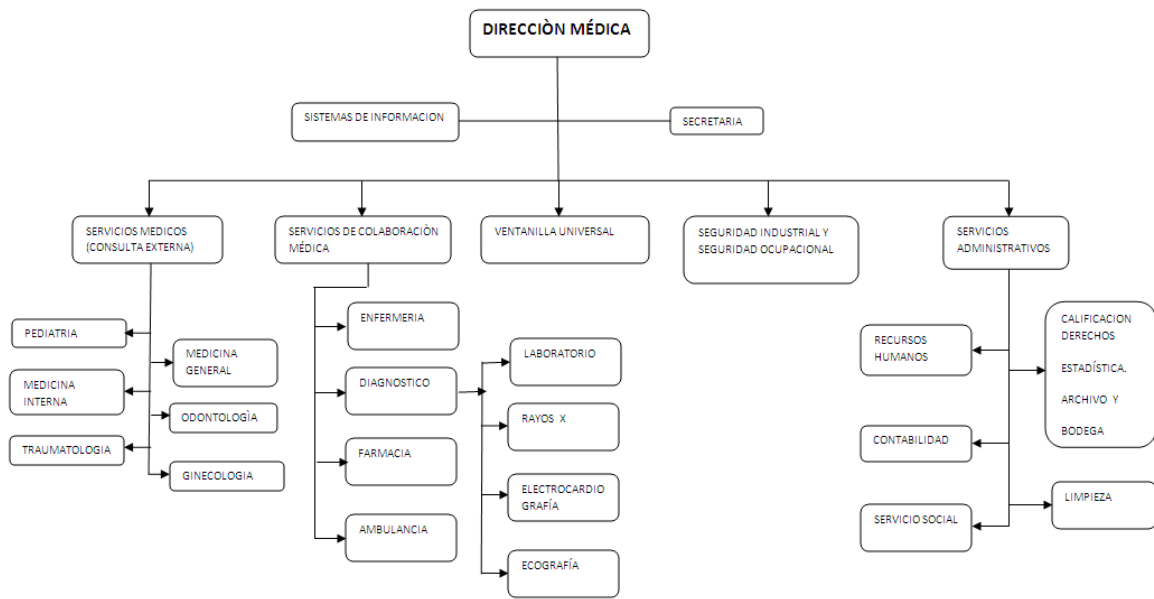 DIRECCIÒN MÉDICA
SISTEMAS DE INFORMACION
SECRETARIA
SERVICIOS MEDICOS
(CONSULTA EXTERNA)
SERVICIOS DE COLABORACIÒN
MÉDICA
VENTANILLA UNIVERSAL
SEGURIDAD INDUSTRIAL Y
SEGURIDAD OCUPACIONAL
SERVICIOS
ADMINISTRATIVOS
PEDIATRIA
MEDICINA
GENERAL
MEDICINA
INTERNA
ODONTOLOGÌA
TRAUMATOLOGIA
GINECOLOGIA
ENFERMERIA
DIAGNOSTICO
FARMACIA
AMBULANCIA
LABORATORIO
RAYOS X
ELECTROCARDIO
GRAFÍA
ECOGRAFÍA
RECURSOS
HUMANOS
CALIFICACION
DERECHOS
ESTADÍSTICA.
ARCHIVO Y
BODEGA
CONTABILIDAD
LIMPIEZA
SERVICIO SOCIAL